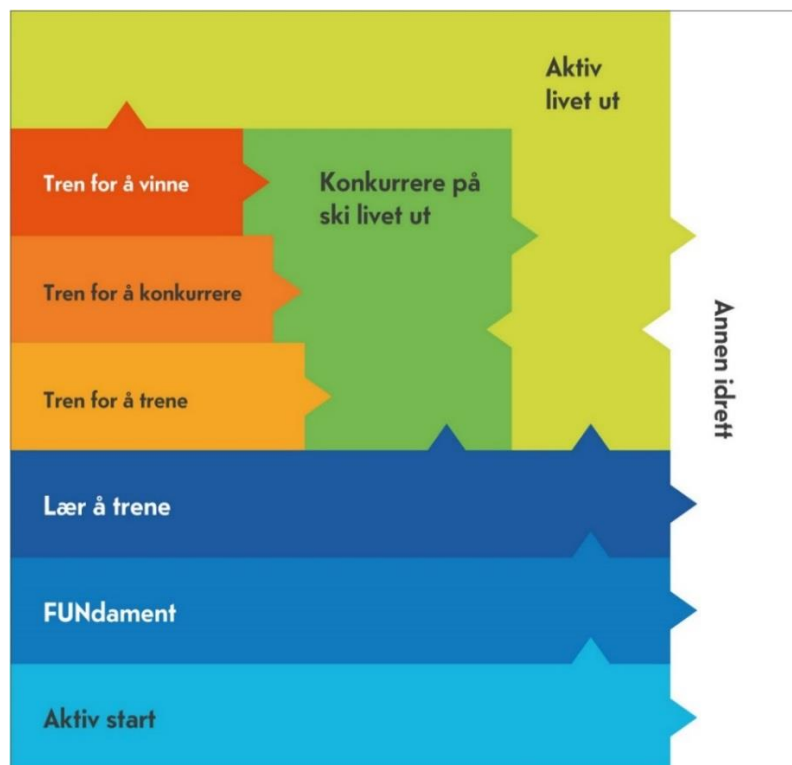 Aktiv
livet ut
Tren for å vinne
Konkurrere på
ski livet ut
Tren for å konkurrere
Annen idrett
Tren for å trene
Lær å trene
FUNdament
Aktiv start